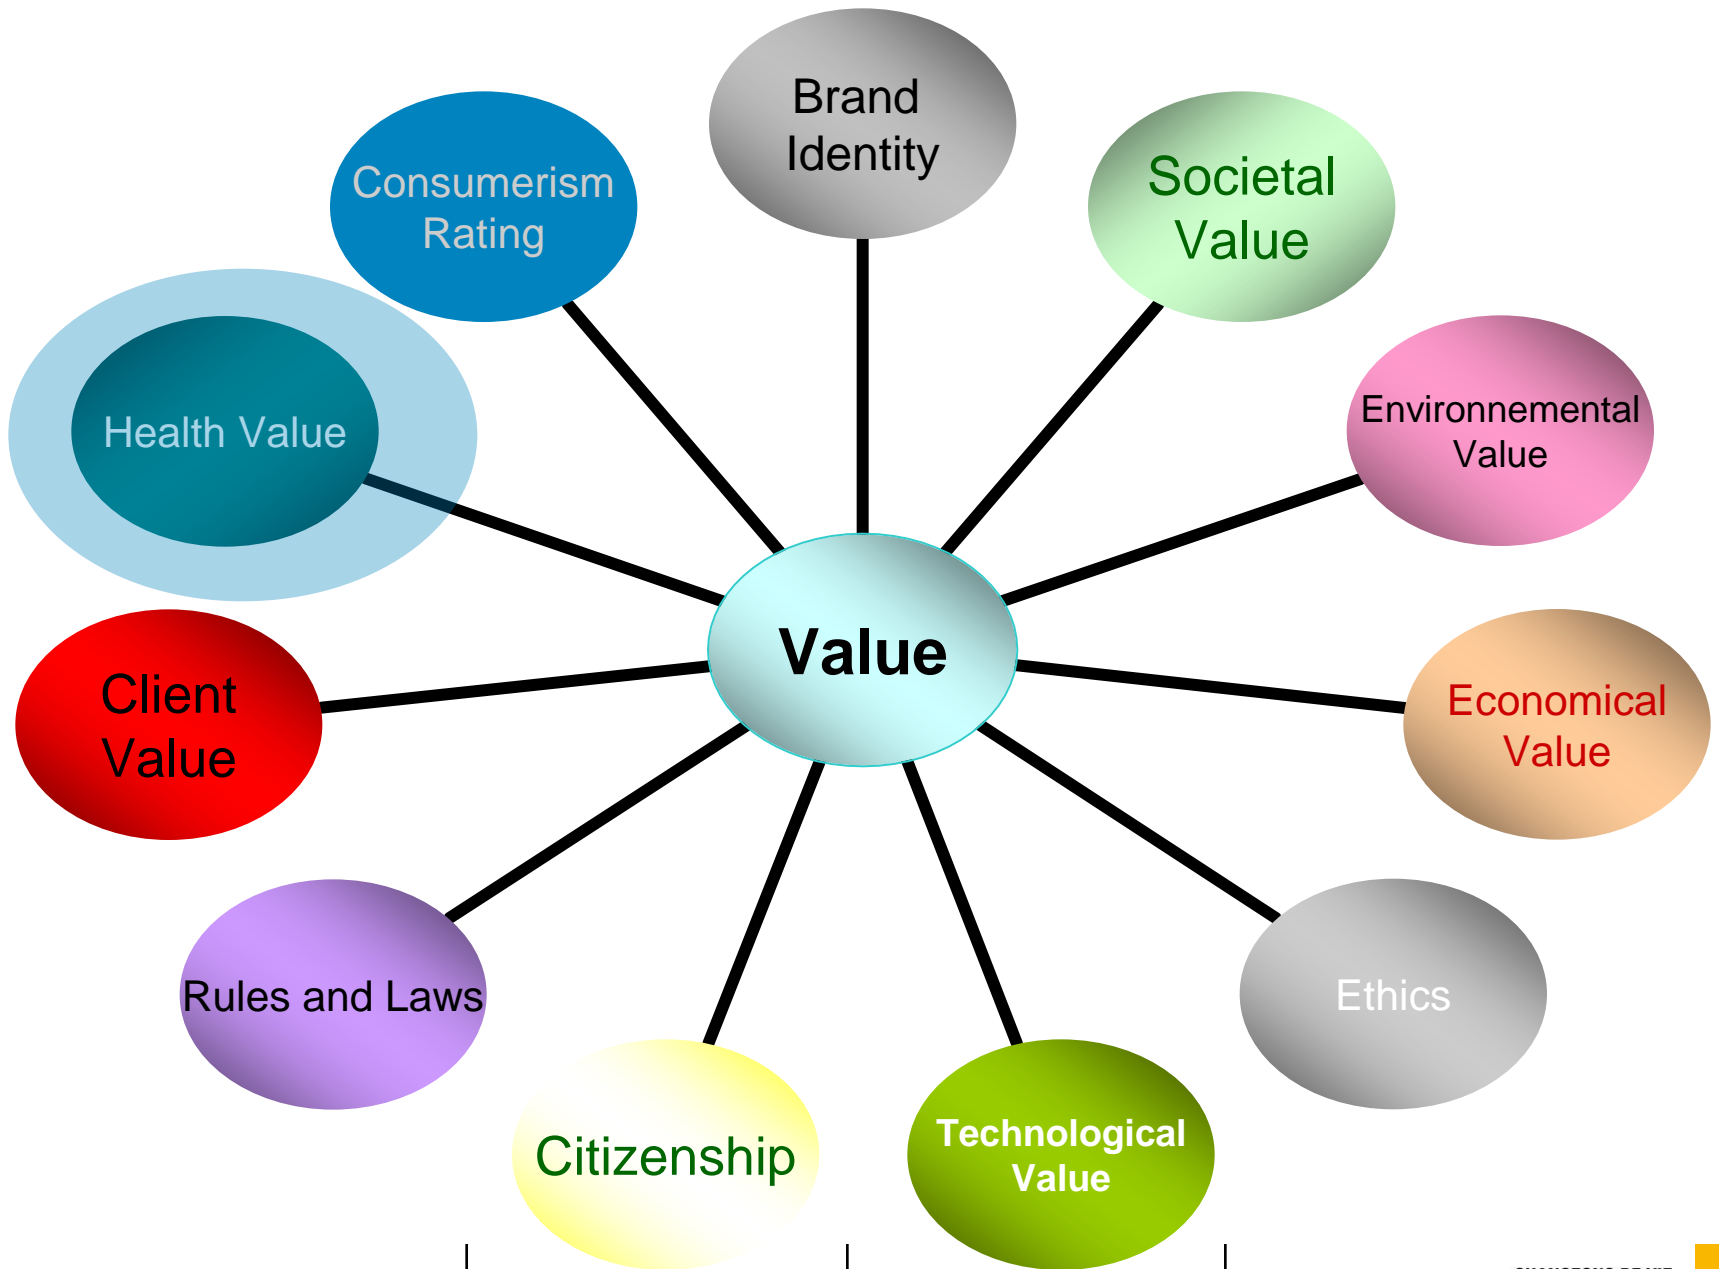 Brand
Identity
Consumerism
Rating
Societal
Value
Health Value
Environnemental
Value
Value
Client
Value
Economical
Value
Rules and Laws
Ethics
Citizenship
Technological
Value